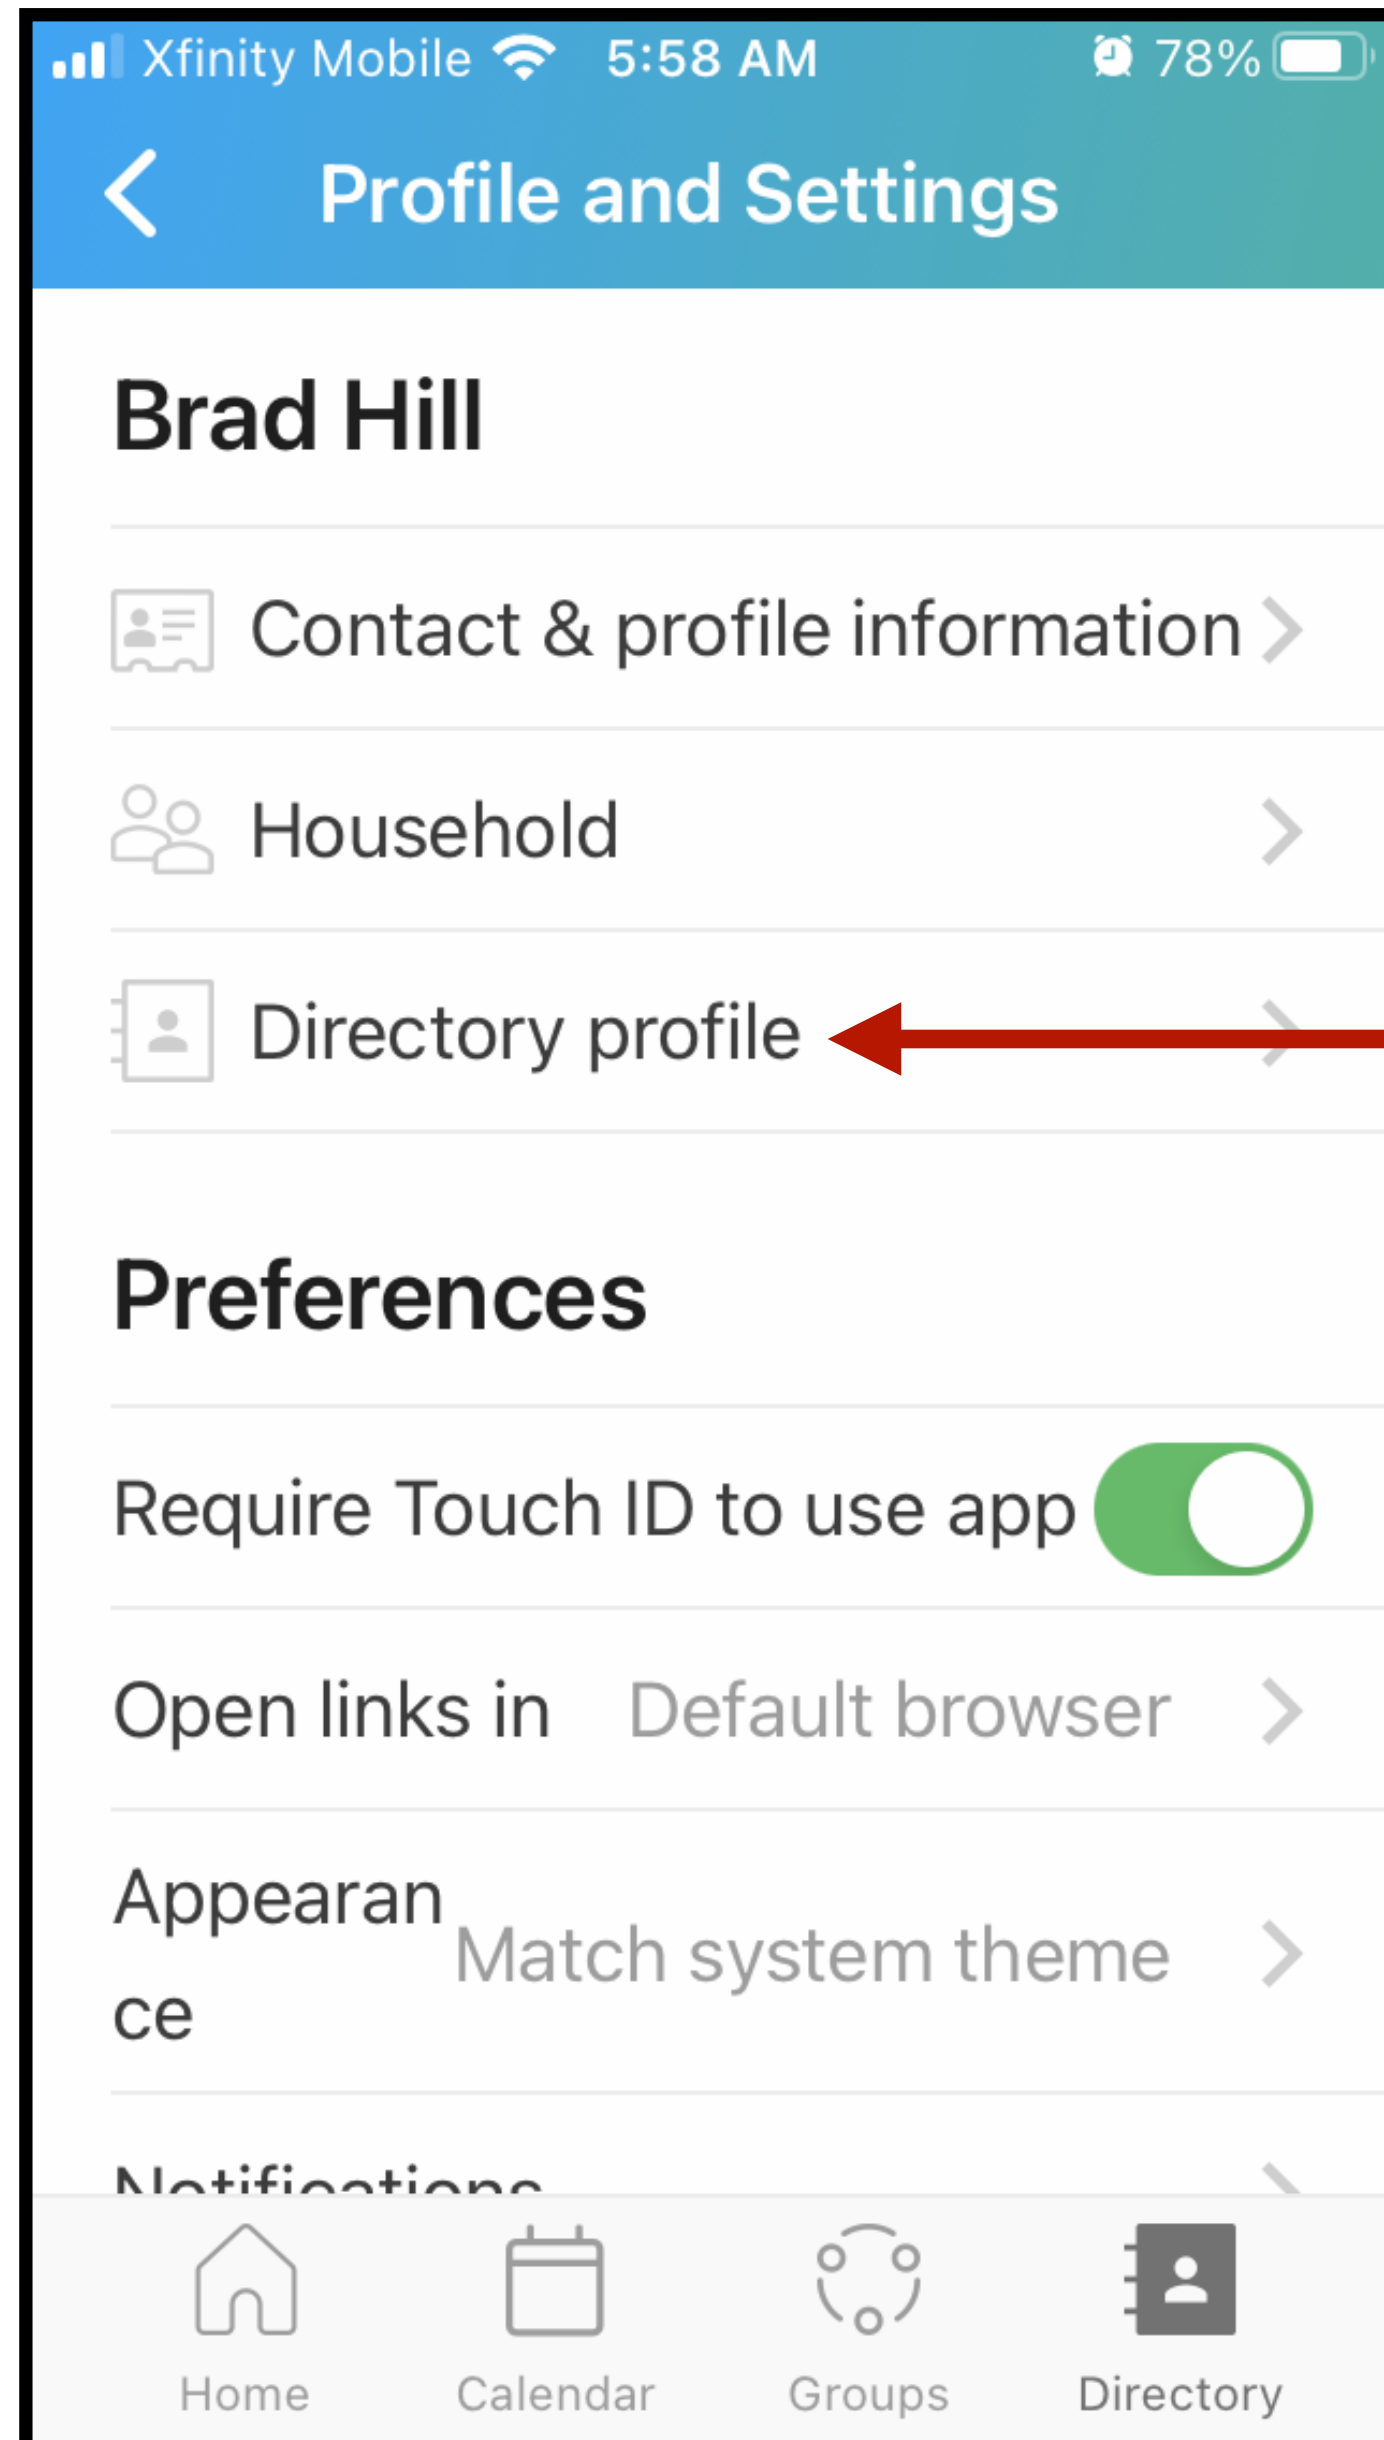 Xfinity Mobile 5:58 AM 78%
Profile and Settings
Brad Hill
Contact & profile information
Household
Directory profile
Preferences
Require Touch ID to use app
Open links in Default browser
Appearan
Match system theme
ce
Notifications
Home Calendar Groups Directory